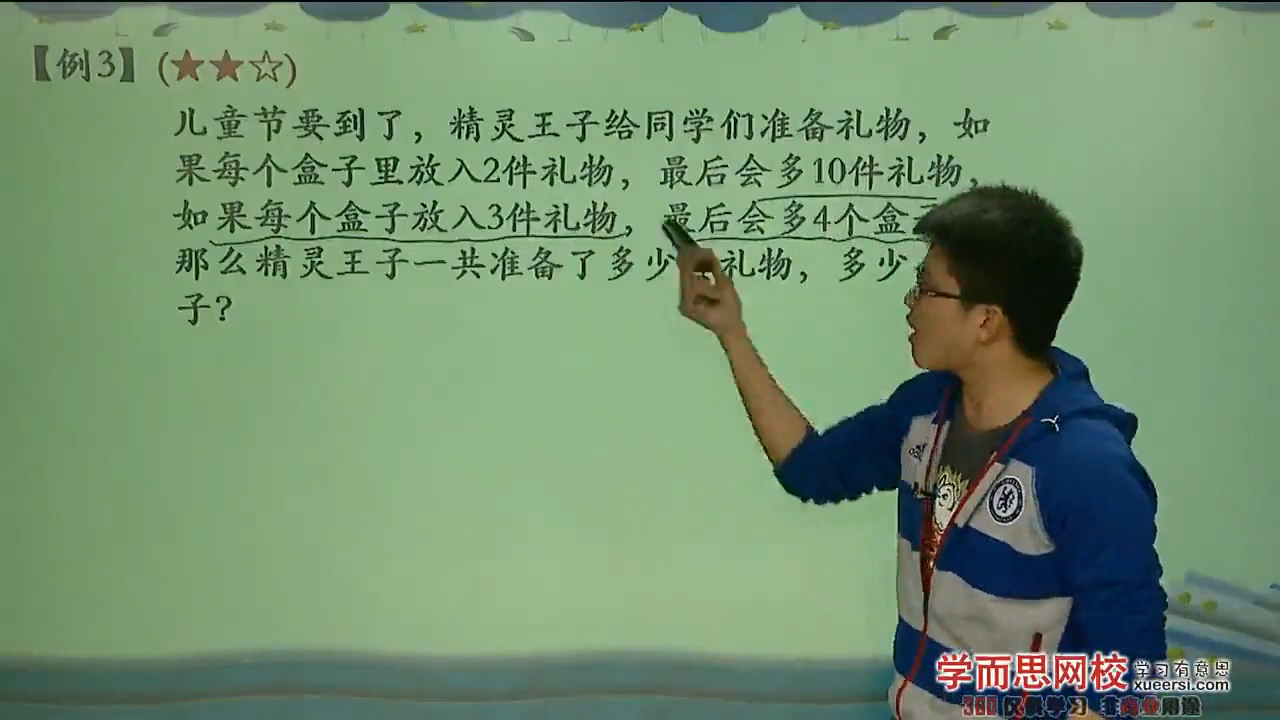 【例3】(★★☆)
儿童节要到了，精灵王子给同学们准备礼物，如
果每个盒子里放入2件礼物，最后会多10件礼物，
如果每个盒子放入3件礼物，最后会多4个盒
那么精灵王子一共准备了多少 礼物，多少
子？
学而思网校 学习有意思
xueersi.com